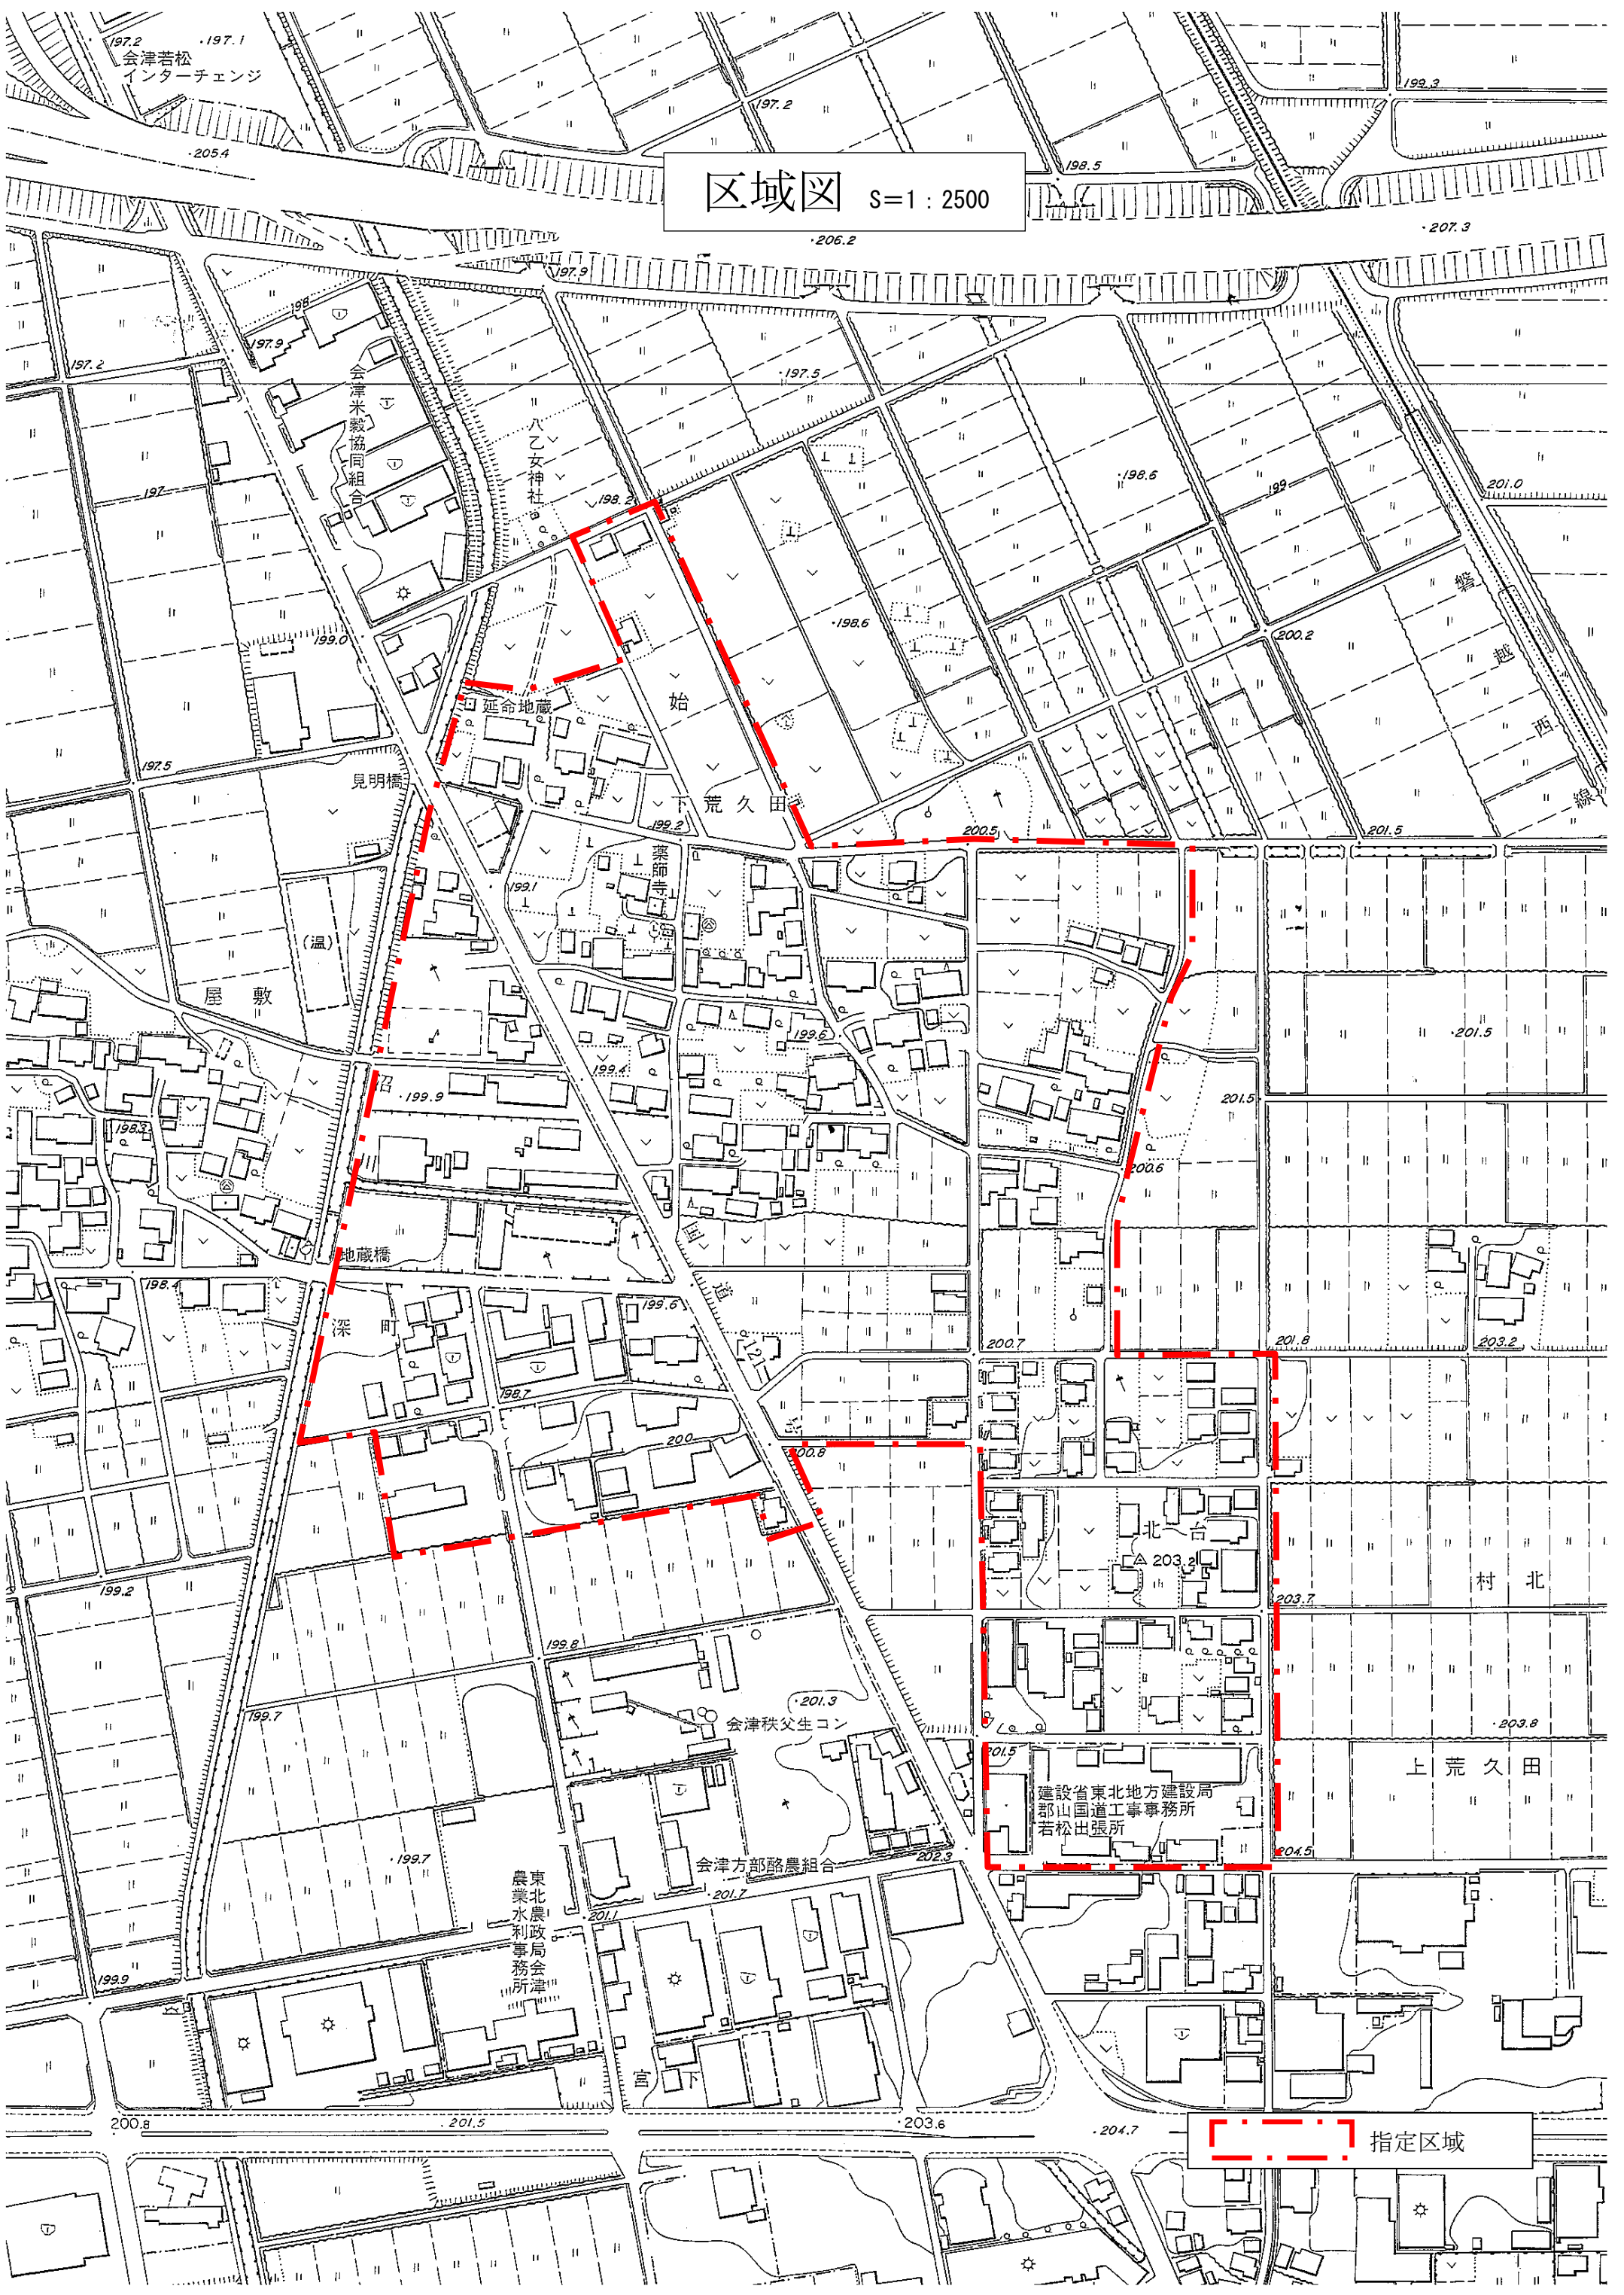 197.2
197.1
会津若松
インターチェンジ
199.3
197.2
205.4
198.5
区域図 S=1:2500
206.2
207.3
197.9
198
197.9
197.2
197.5
会津米穀協同組合
八乙女神社
198.6
199
201.0
197
198.2
磐越西線
199.0
198.6
200.2
延命地蔵
始
197.5
見明橋
下荒久田
199.2
200.5
201.5
薬師寺
199.1
(温)
屋敷
199.6
201.5
199.4
沼
199.9
201.5
198.3
200.6
国道121号
地蔵橋
198.4
199.6
深町
200.7
201.8
203.2
198.7
200
200.8
北台
203.2
199.2
村北
203.7
199.8
201.3
199.7
会津秩父生コン
203.8
201.5
上荒久田
建設省東北地方建設局
郡山国道工事事務所
若松出張所
199.7
202.3
204.5
会津方部酪農組合
201.7
東北農政局会津
農業水利事務所
201.1
199.9
宮下
200.8
201.5
203.6
204.7
指定区域